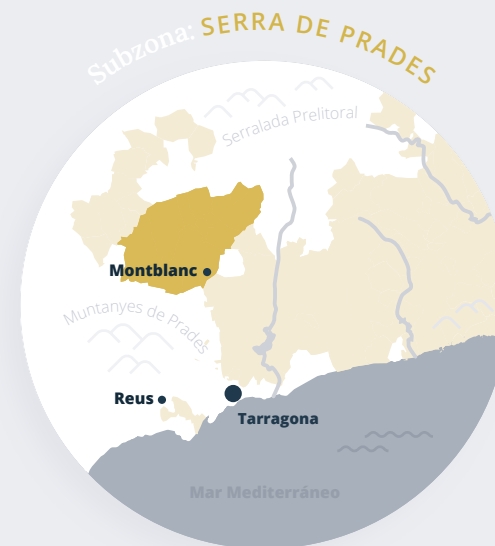 Subzona: SERRA DE PRADES
Serralada Prelitoral
Montblanc
Muntanyes de Prades
Reus
Tarragona
Mar Mediterráneo